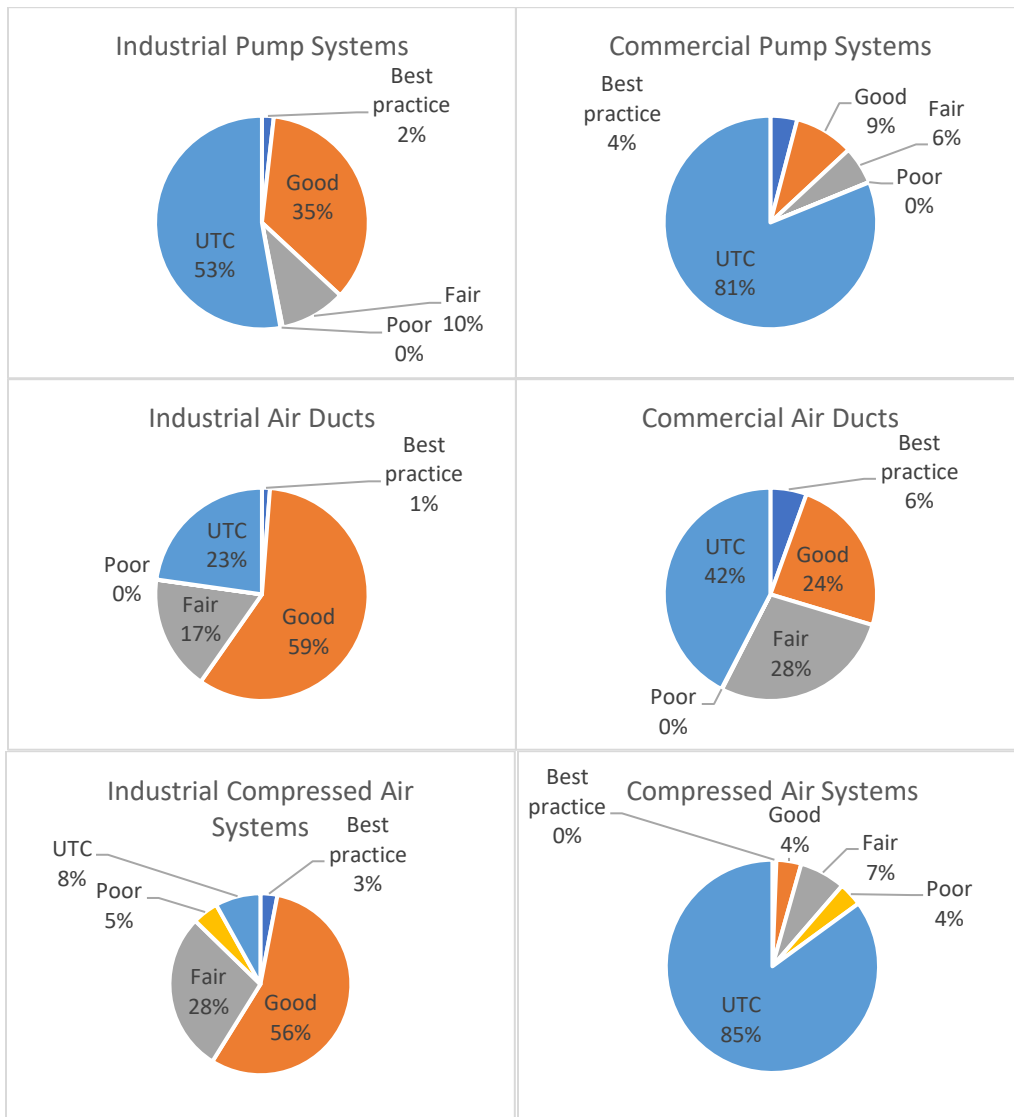 Industrial Pump Systems
Best
practice
2%
Good
35%
UTC
53%
Fair
10%
Poor
0%
Commercial Pump Systems
Best
practice
4%
Good
9%
Fair
6%
Poor
0%
UTC
81%
Industrial Air Ducts
Best
practice
1%
UTC
23%
Poor
0%
Fair
17%
Good
59%
Commercial Air Ducts
Best
practice
6%
UTC
42%
Good
24%
Fair
28%
Poor
0%
Industrial Compressed Air
Systems
Best
practice
3%
UTC
8%
Poor
5%
Fair
28%
Good
56%
Compressed Air Systems
Best
practice
0%
Good
4%
Fair
7%
Poor
4%
UTC
85%